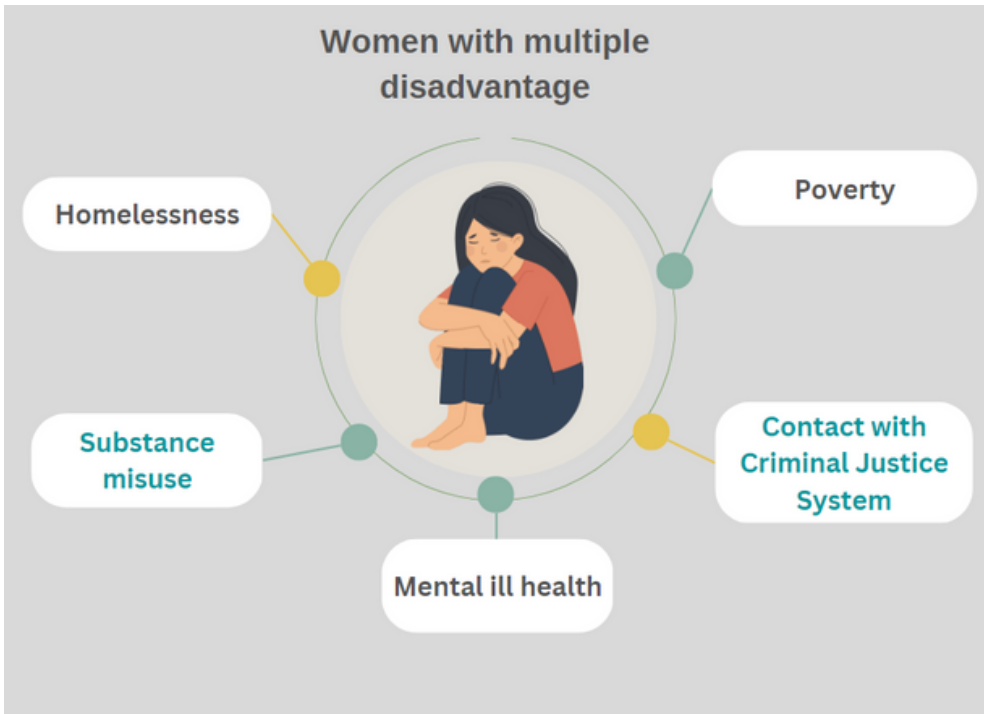 Women with multiple
disadvantage
Homelessness
Poverty
Substance
misuse
Contact with
Criminal Justice
System
Mental ill health